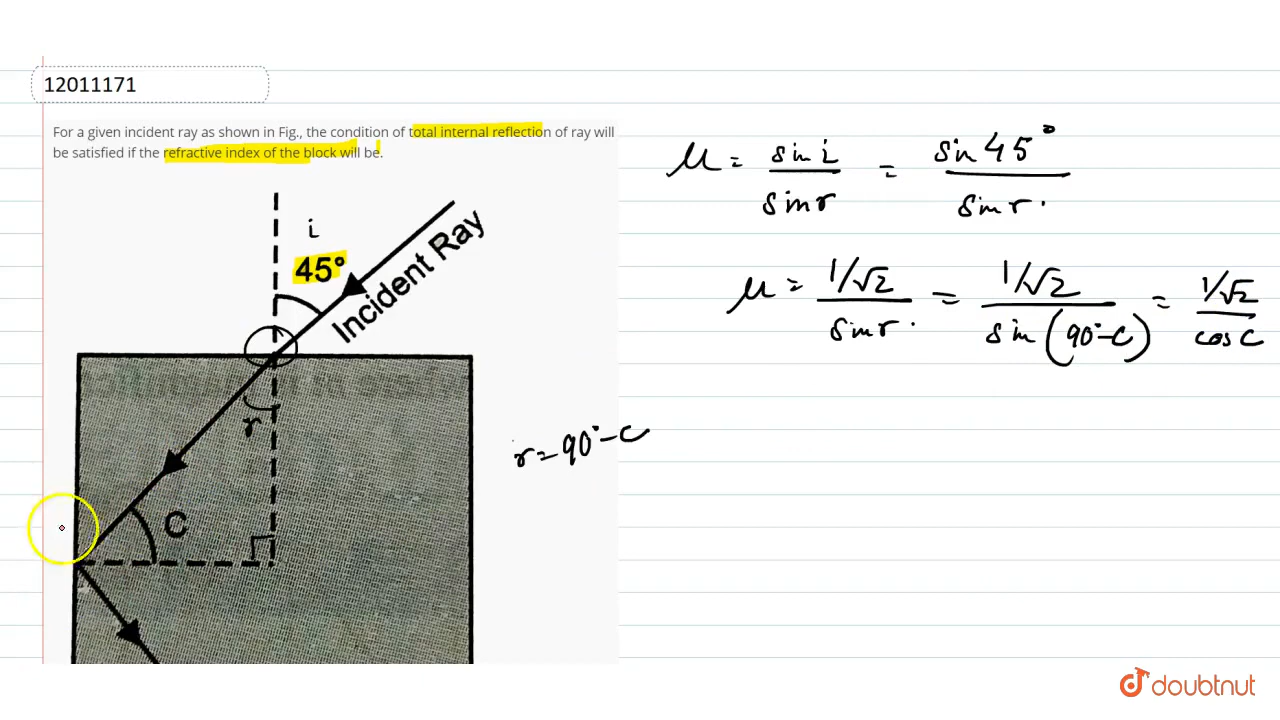 12011171
For a given incident ray as shown in Fig., the condition of total internal reflection of ray will
be satisfied if the refractive index of the block will be.
i
45°
Incident Ray
r
C
μ = sin i / sin r = sin 45° / sin r
μ = 1/√2 / sin r = 1/√2 / sin (90°-C) = 1/√2 / cos C
r = 90°-C
doubtnut